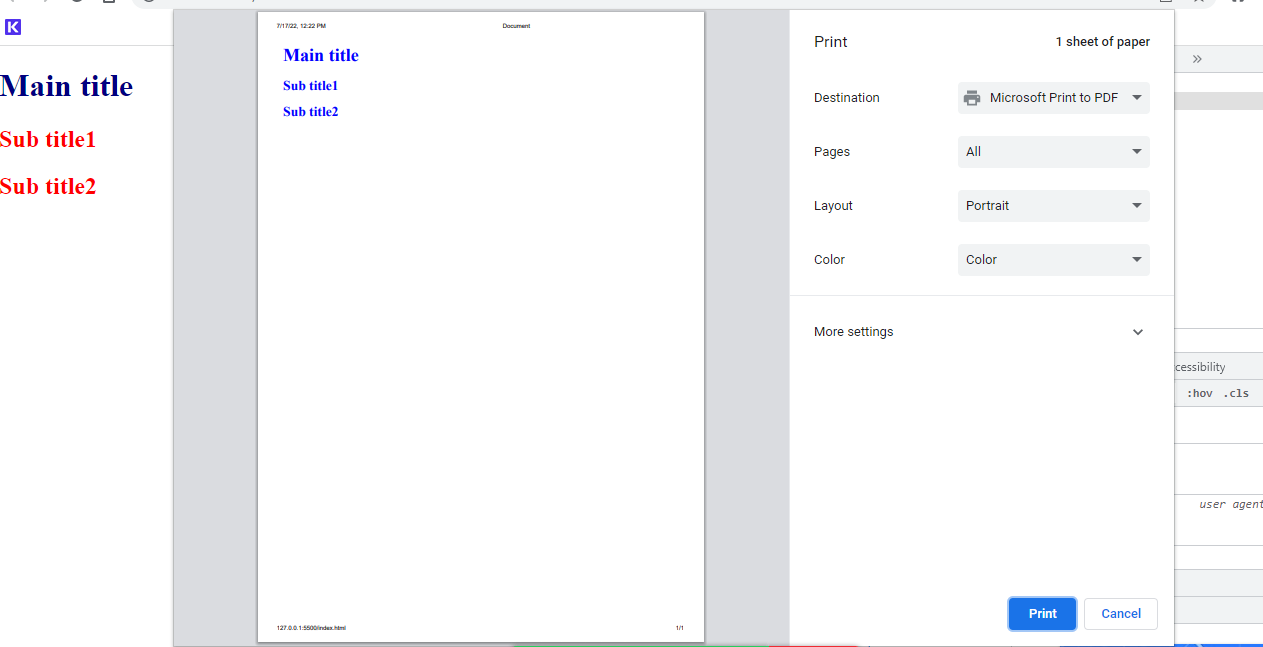 K
Main title
Sub title1
Sub title2
7/17/22, 12:22 PM
Document
Main title
Sub title1
Sub title2
127.0.0.1:5500/index.html
1/1
Print
1 sheet of paper
Destination
Microsoft Print to PDF
Pages
All
Layout
Portrait
Color
Color
More settings
Print
Cancel
»
cessibility
:hov .cls
user agent